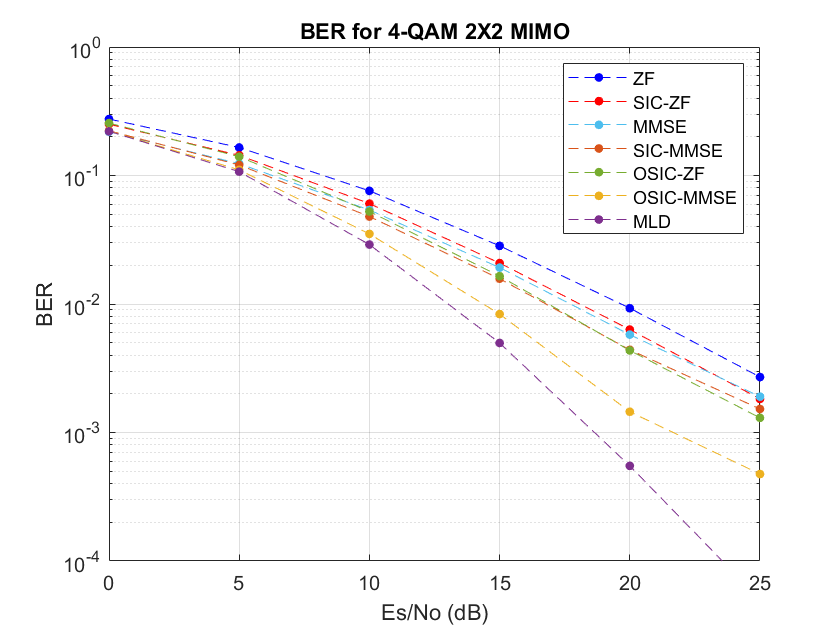 BER for 4-QAM 2X2 MIMO
10^0
10^-1
10^-2
10^-3
10^-4
BER
ZF
SIC-ZF
MMSE
SIC-MMSE
OSIC-ZF
OSIC-MMSE
MLD
0 5 10 15 20 25
Es/No (dB)